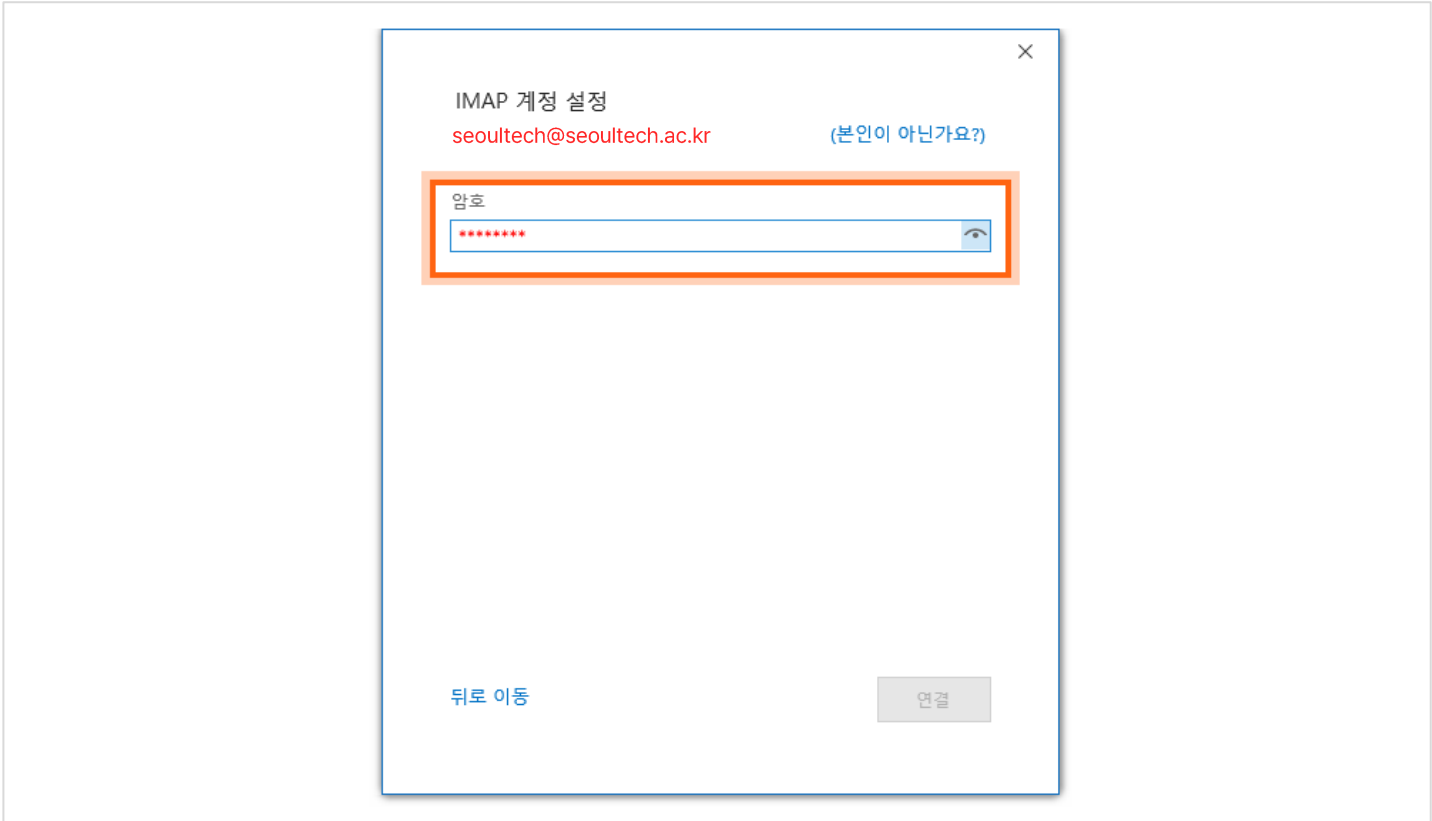 IMAP 계정 설정
seoultech@seoultech.ac.kr (본인이 아닌가요?)
암호
********
뒤로 이동 연결